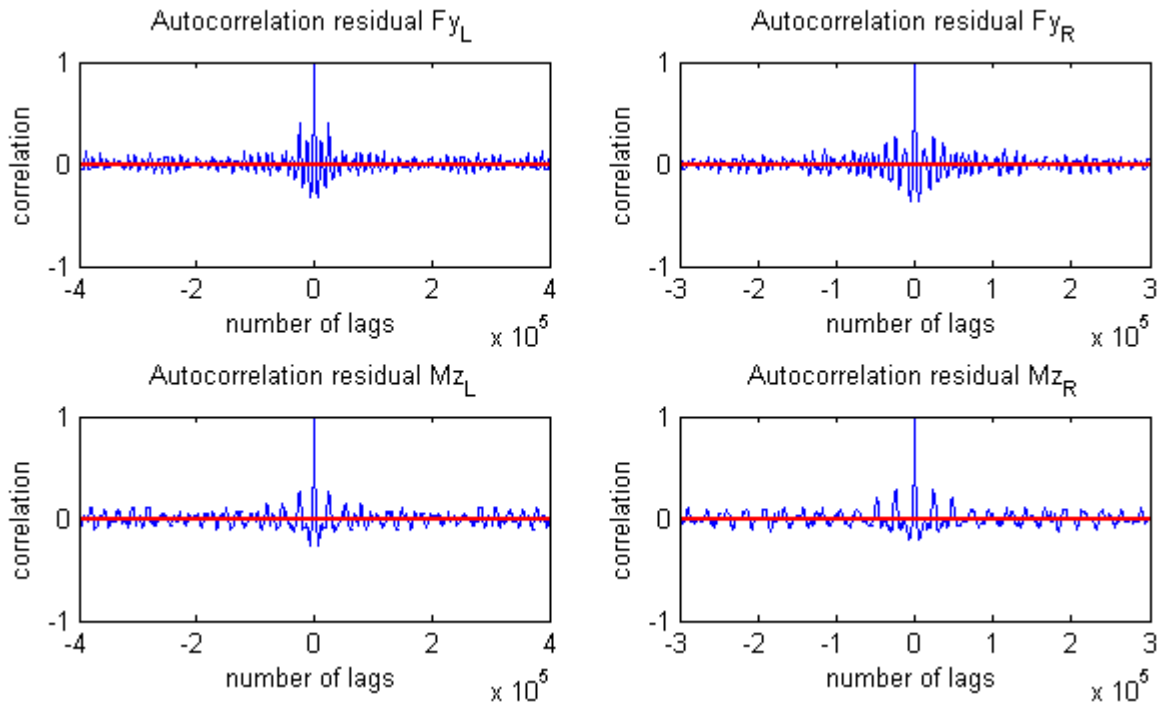 Autocorrelation residual Fy_L
1
0
-1
correlation
-4 -2 0 2 4
number of lags
x 10^5
Autocorrelation residual Fy_R
1
0
-1
correlation
-3 -2 -1 0 1 2 3
number of lags
x 10^5
Autocorrelation residual Mz_L
1
0
-1
correlation
-4 -2 0 2 4
number of lags
x 10^5
Autocorrelation residual Mz_R
1
0
-1
correlation
-3 -2 -1 0 1 2 3
number of lags
x 10^5